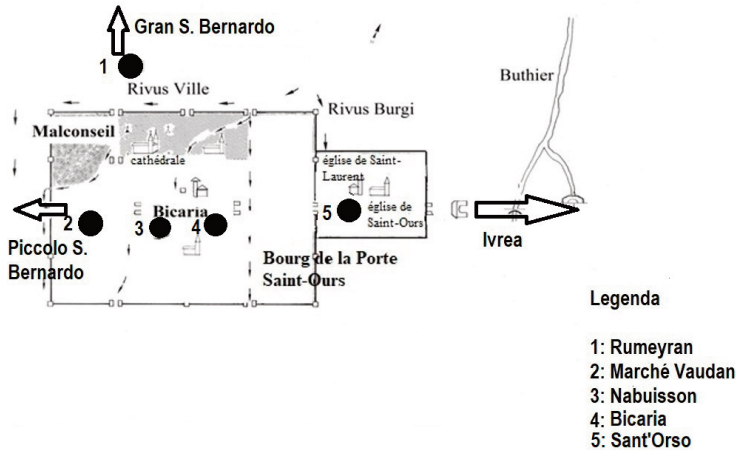 Gran S. Bernardo
1
Rivus Ville
Buthier
Rivus Burgi
Malconseil
cathédrale
église de Saint-
Laurent
Bicaria
5
église de
Saint-Ours
2
3
4
Piccolo S.
Bernardo
Ivrea
Bourg de la Porte
Saint-Ours
Legenda
1: Rumeyran
2: Marché Vaudan
3: Nabuisson
4: Bicaria
5: Sant'Orso